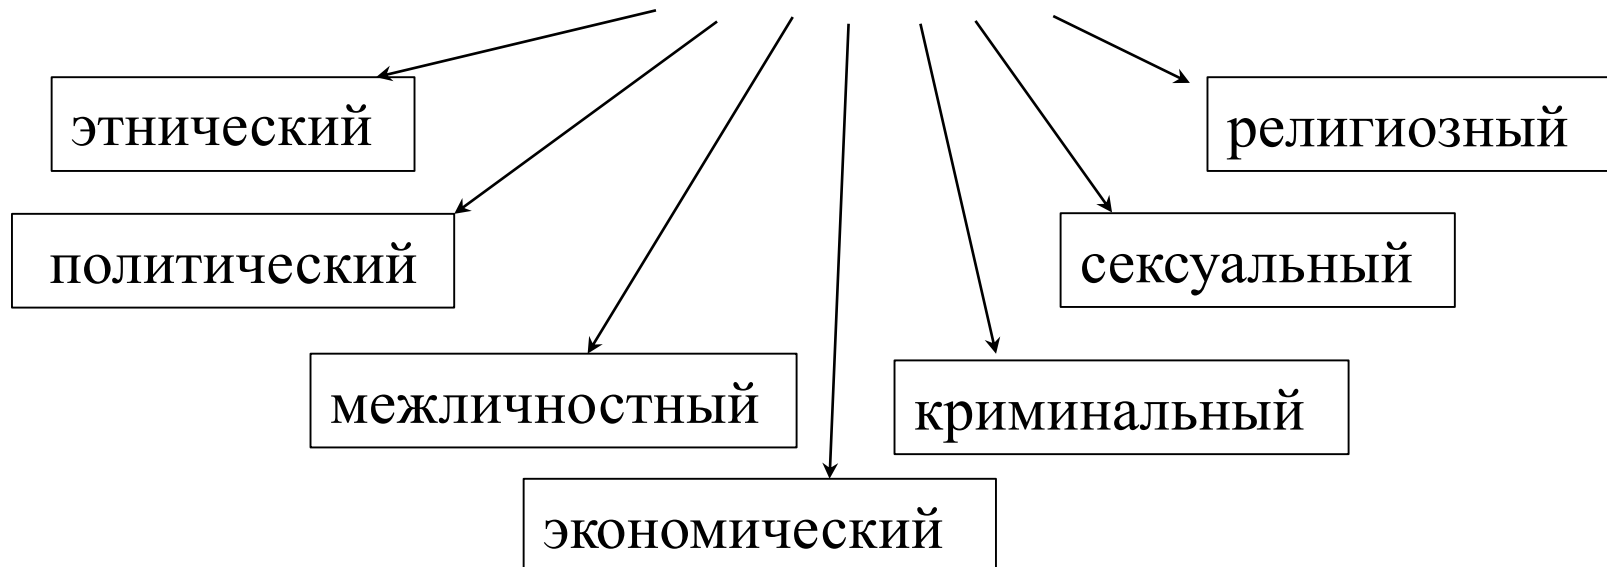 этнический
религиозный
политический
сексуальный
межличностный
криминальный
экономический